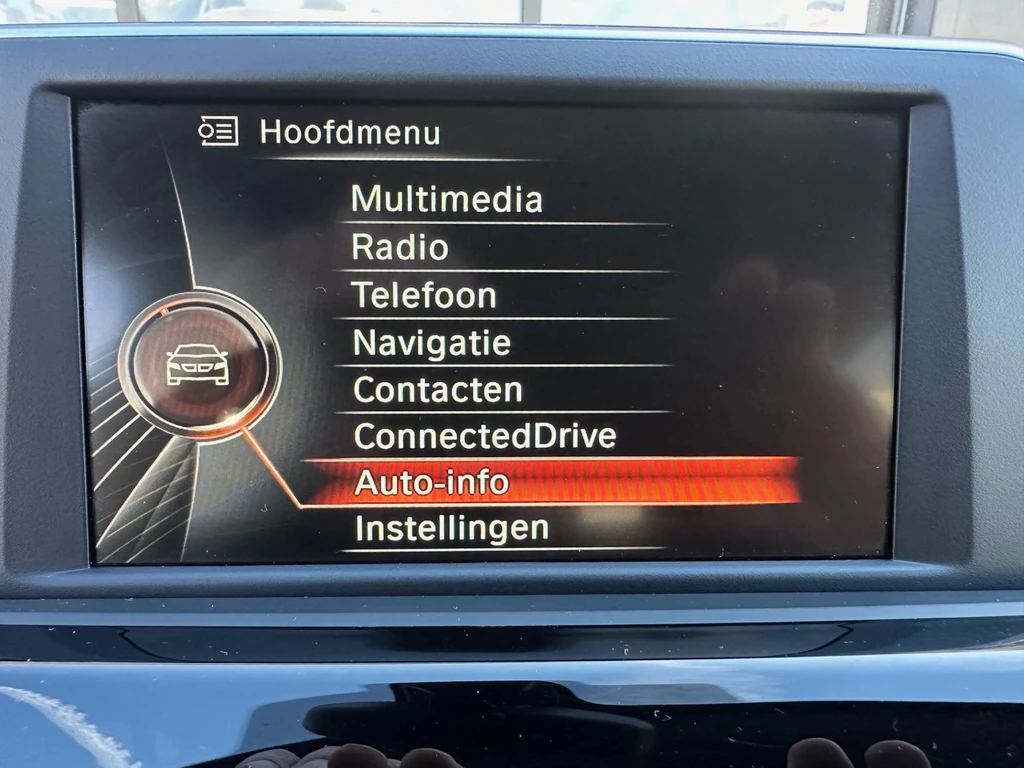 Hoofdmenu
Multimedia
Radio
Telefoon
Navigatie
Contacten
ConnectedDrive
Auto-info
Instellingen